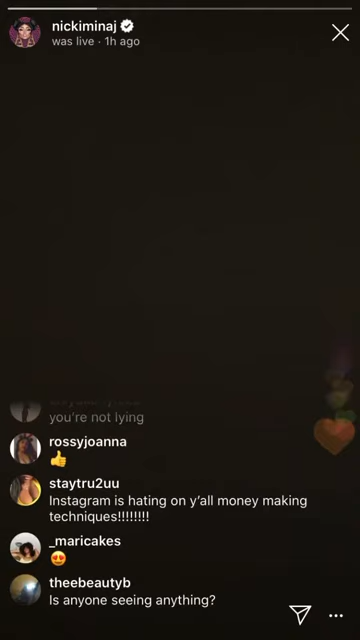 nickiminaj
was live · 1h ago
you're not lying
rossyjoanna
👍
staytru2uu
Instagram is hating on y'all money making
techniques!!!!!!!!
_maricakes
😍
theebeautyb
Is anyone seeing anything?